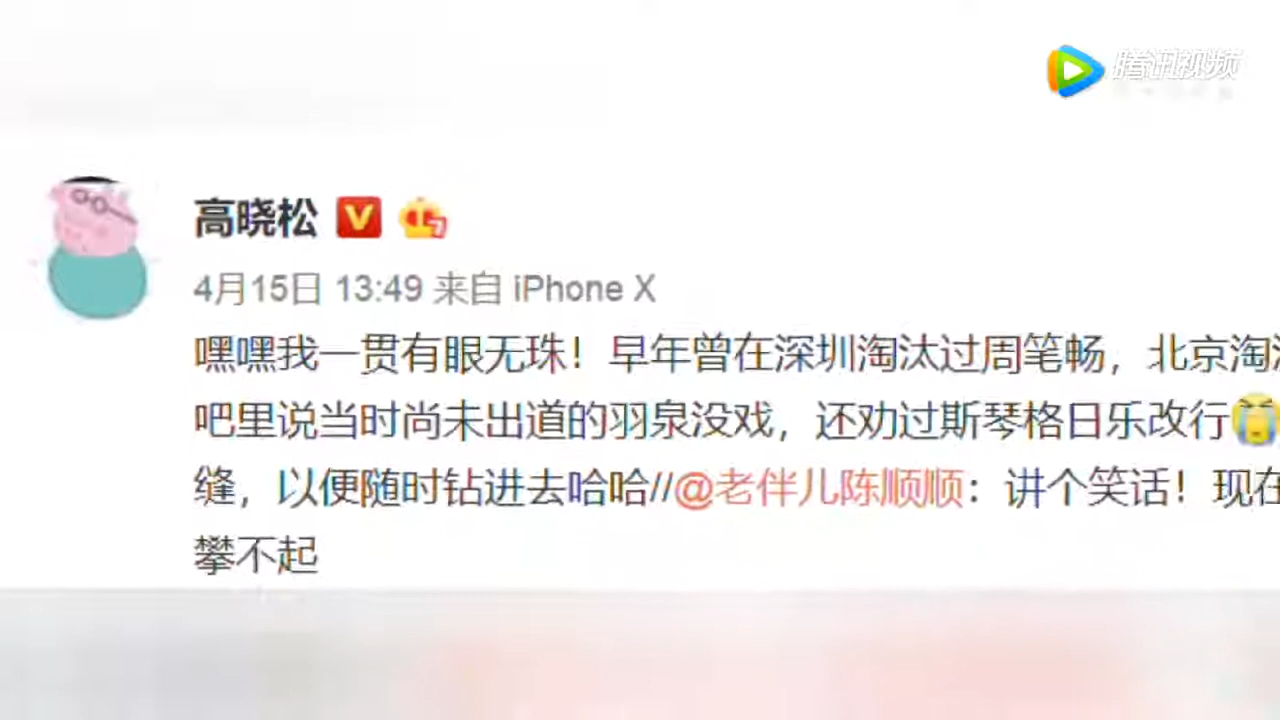 腾讯视频
高晓松
4月15日 13:49 来自 iPhone X
嘿嘿我一贯有眼无珠！早年曾在深圳淘汰过周笔畅，北京淘
吧里说当时尚未出道的羽泉没戏，还劝过斯琴格日乐改行
缝，以便随时钻进去哈哈//@老伴儿陈顺顺：讲个笑话！现在
攀不起